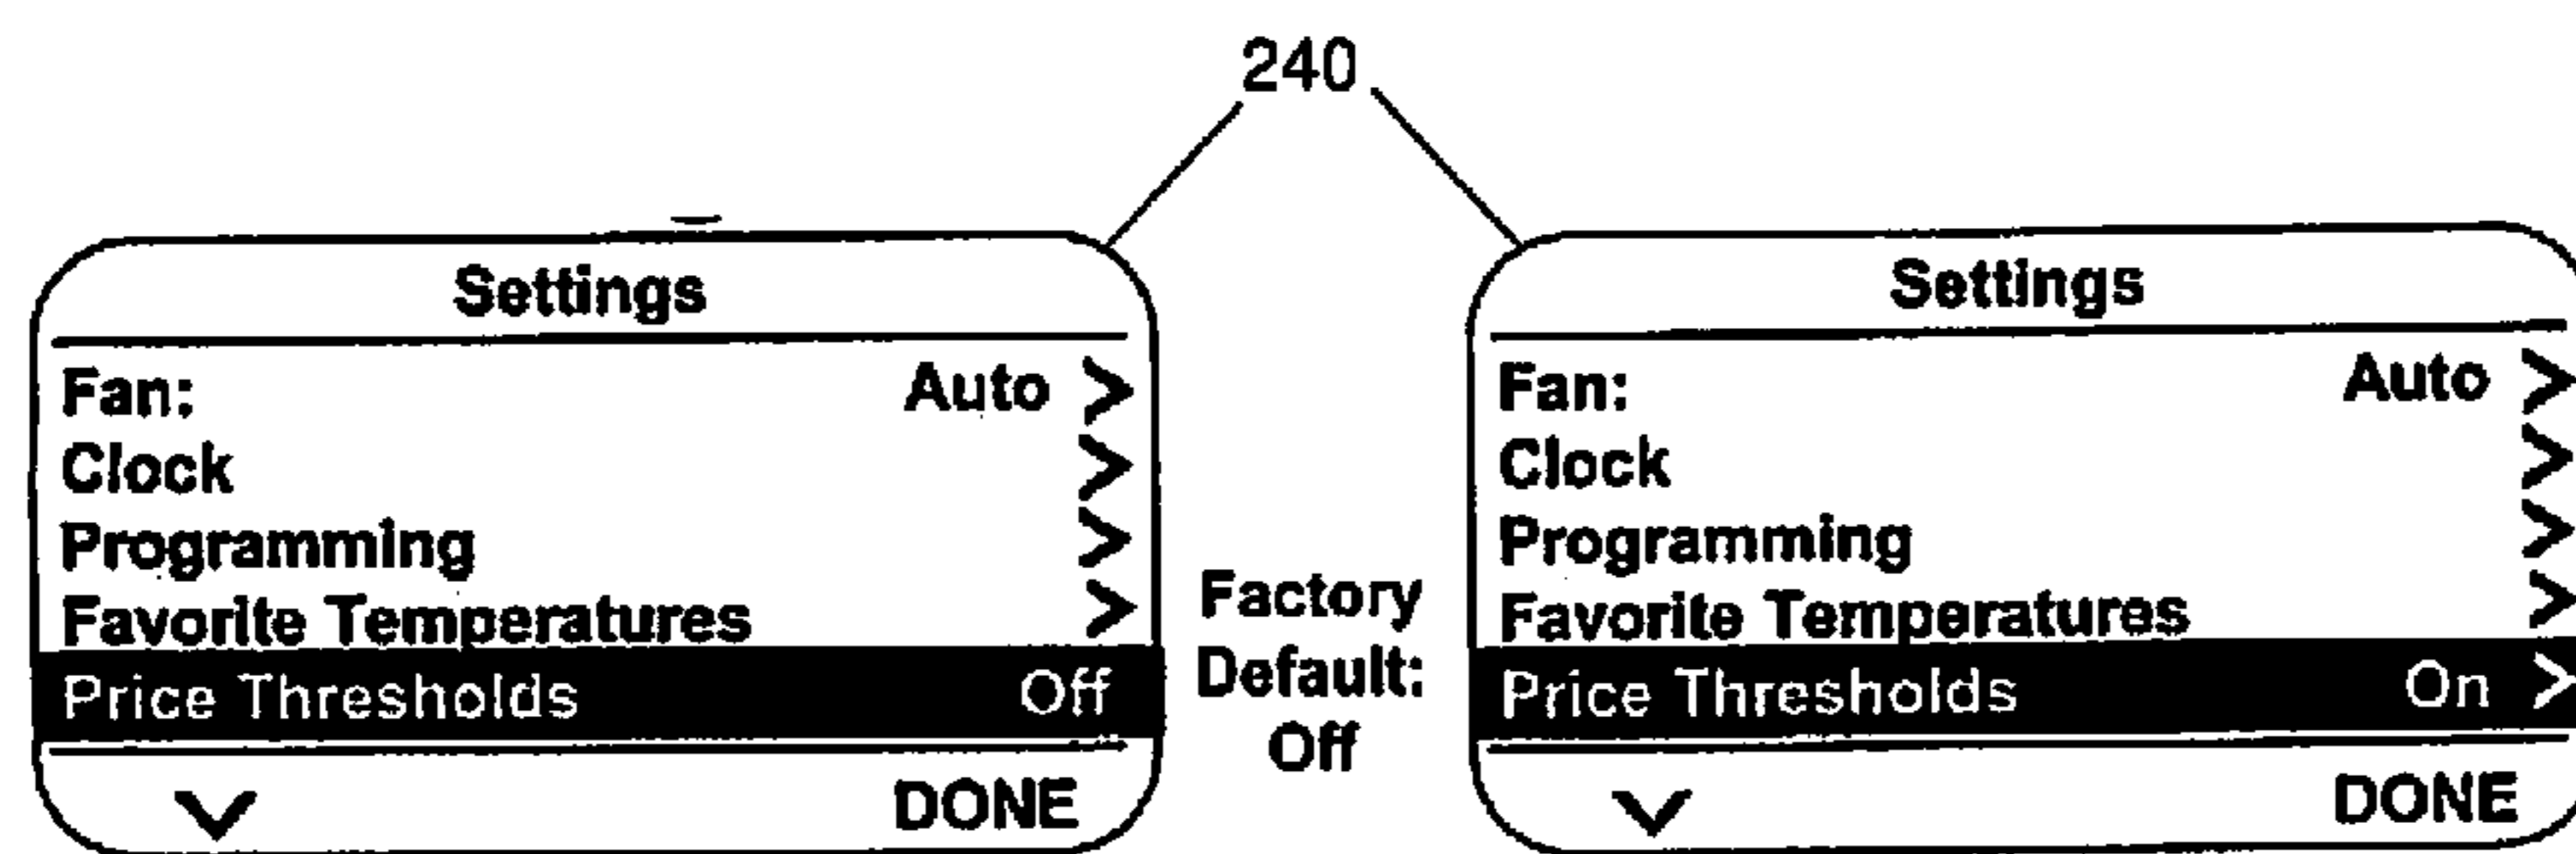 240
Settings
Fan: Auto >
Clock >
Programming >
Favorite Temperatures >
Price Thresholds Off
DONE
Factory
Default:
Off
Settings
Fan: Auto >
Clock >
Programming >
Favorite Temperatures >
Price Thresholds On >
DONE